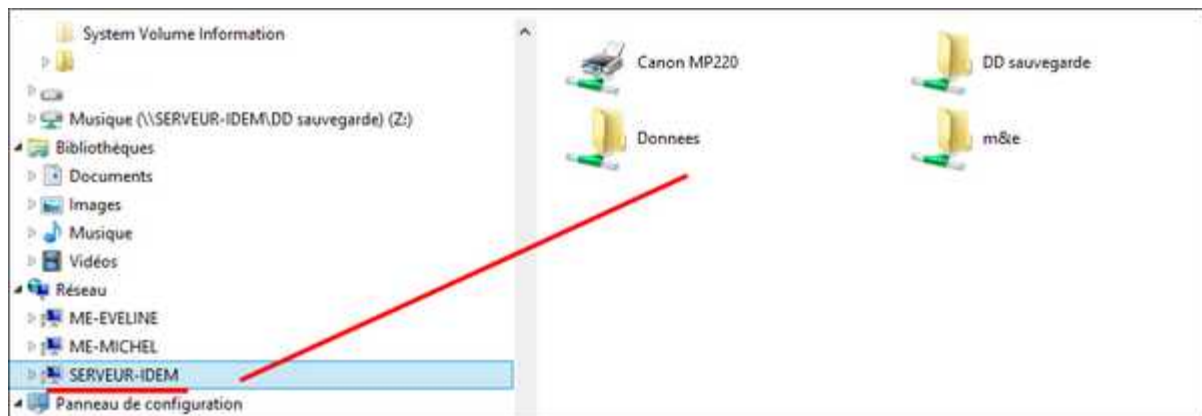 System Volume Information
Musique (\\SERVEUR-IDEM\DD sauvegarde) (Z:)
Bibliothèques
Documents
Images
Musique
Vidéos
Réseau
ME-EVELINE
ME-MICHEL
SERVEUR-IDEM
Panneau de configuration
Canon MP220
DD sauvegarde
Donnees
m&e